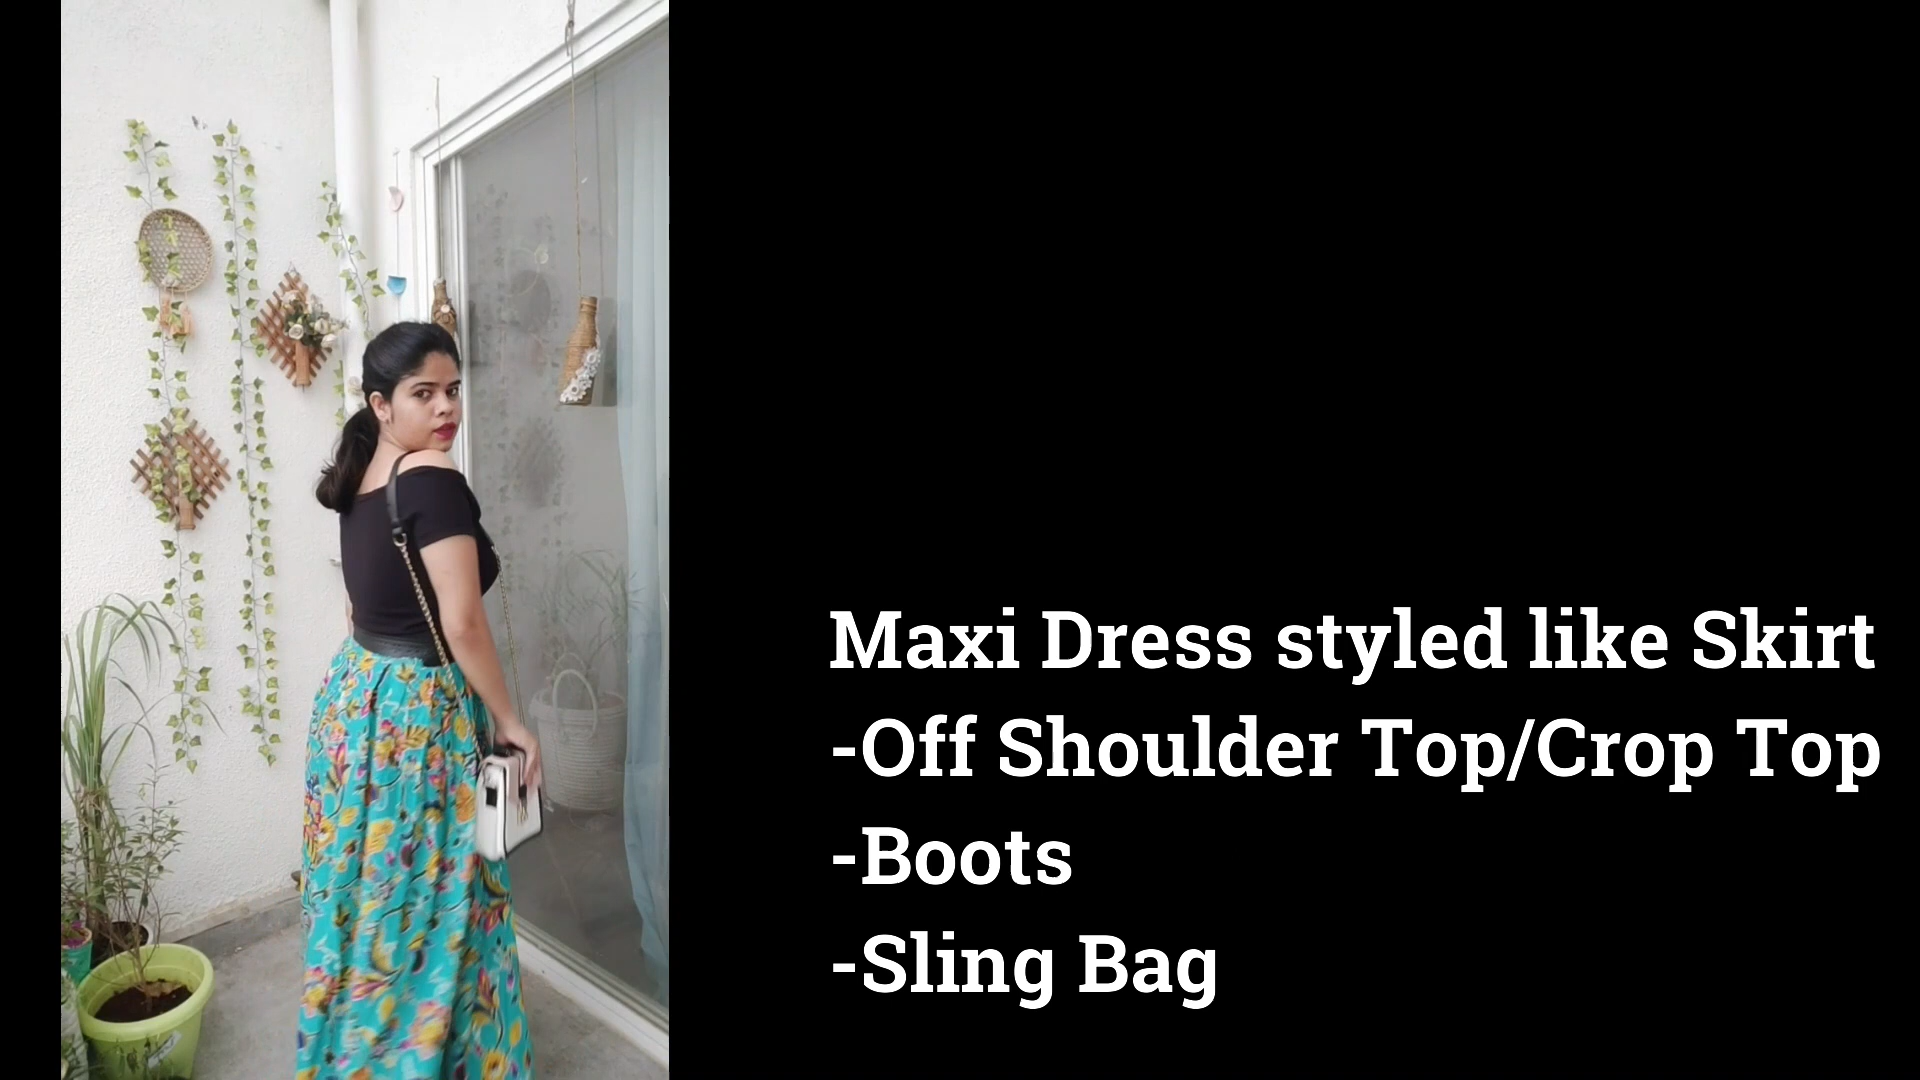 Maxi Dress styled like Skirt
-Off Shoulder Top/Crop Top
-Boots
-Sling Bag